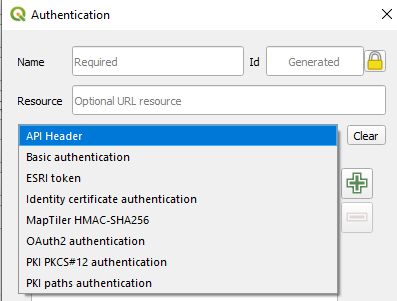 Authentication
Name Required Id Generated
Resource Optional URL resource
API Header Clear
Basic authentication
ESRI token
Identity certificate authentication
MapTiler HMAC-SHA256
OAuth2 authentication
PKI PKCS#12 authentication
PKI paths authentication